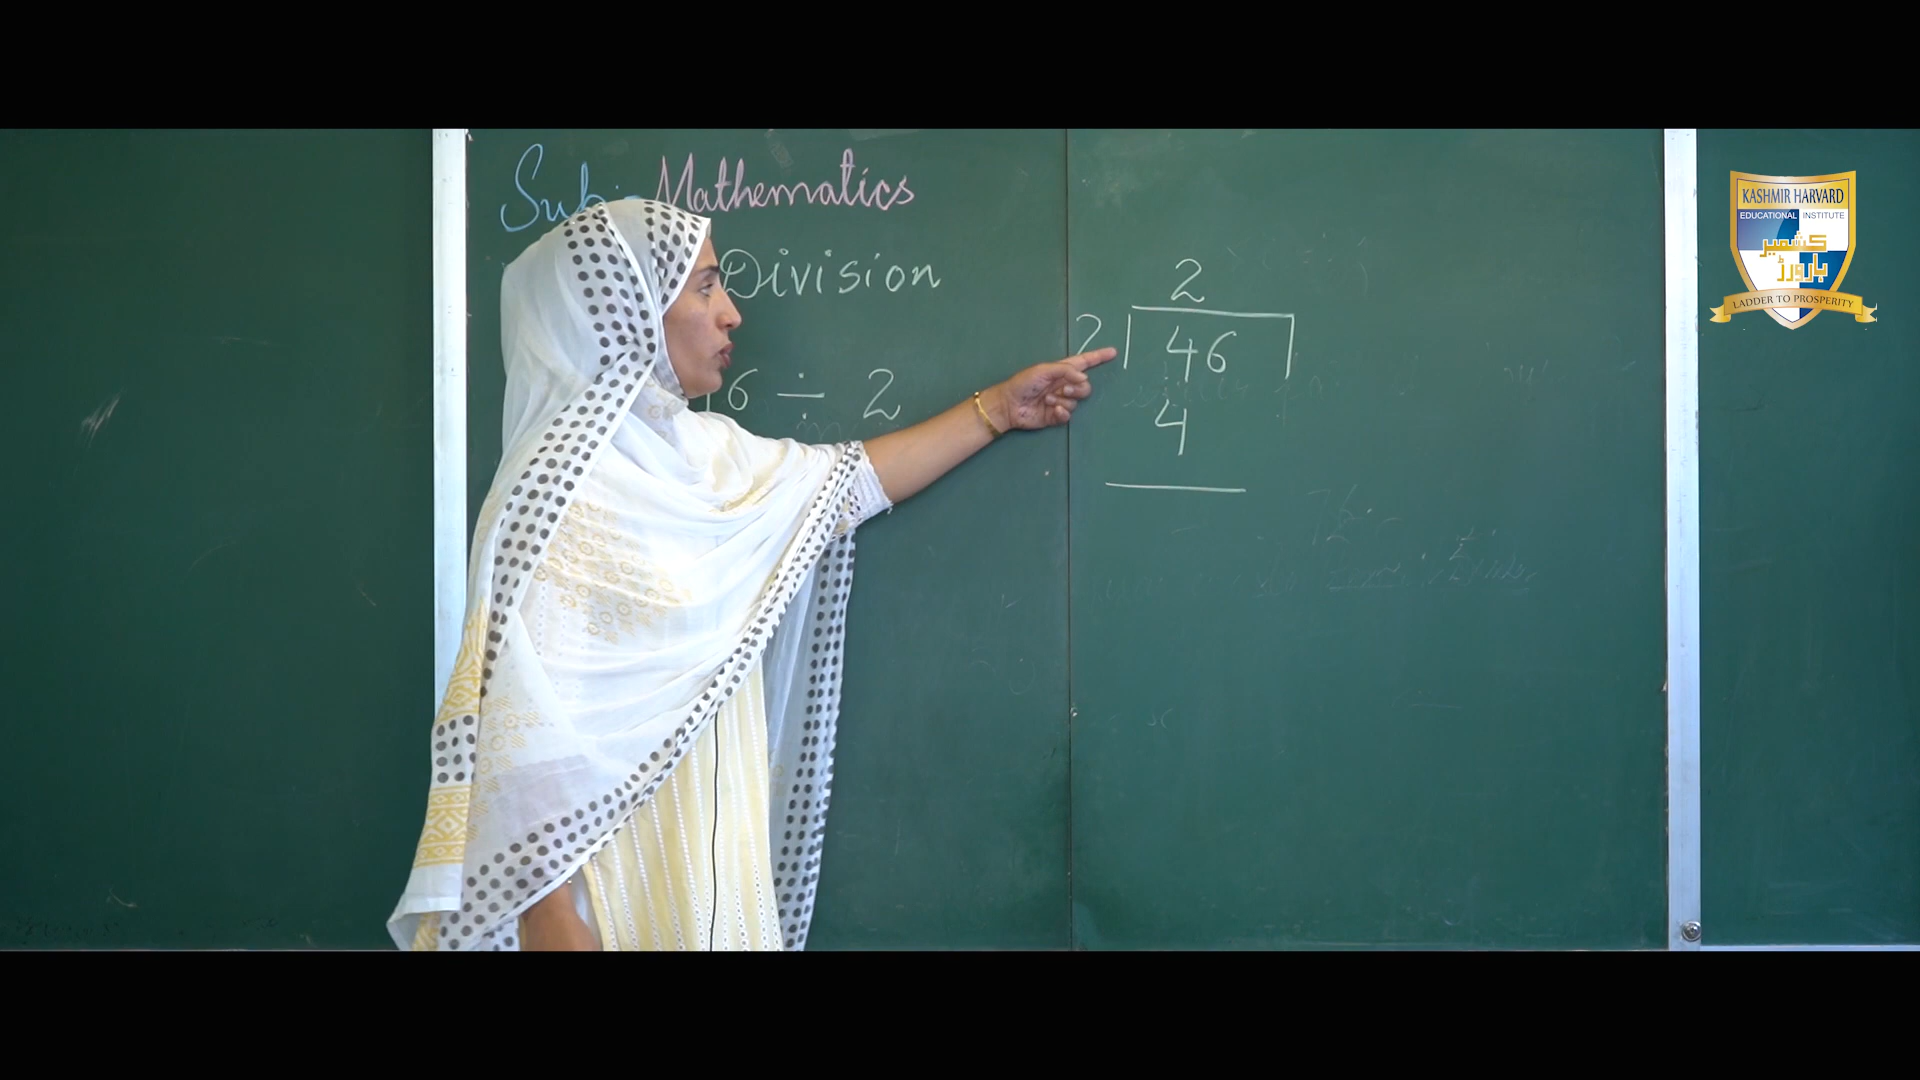 Sub:- Mathematics
Division
6 ÷ 2
2
2 46
4
KASHMIR HARVARD
EDUCATIONAL INSTITUTE
کشمیر
ہارورڈ
LADDER TO PROSPERITY